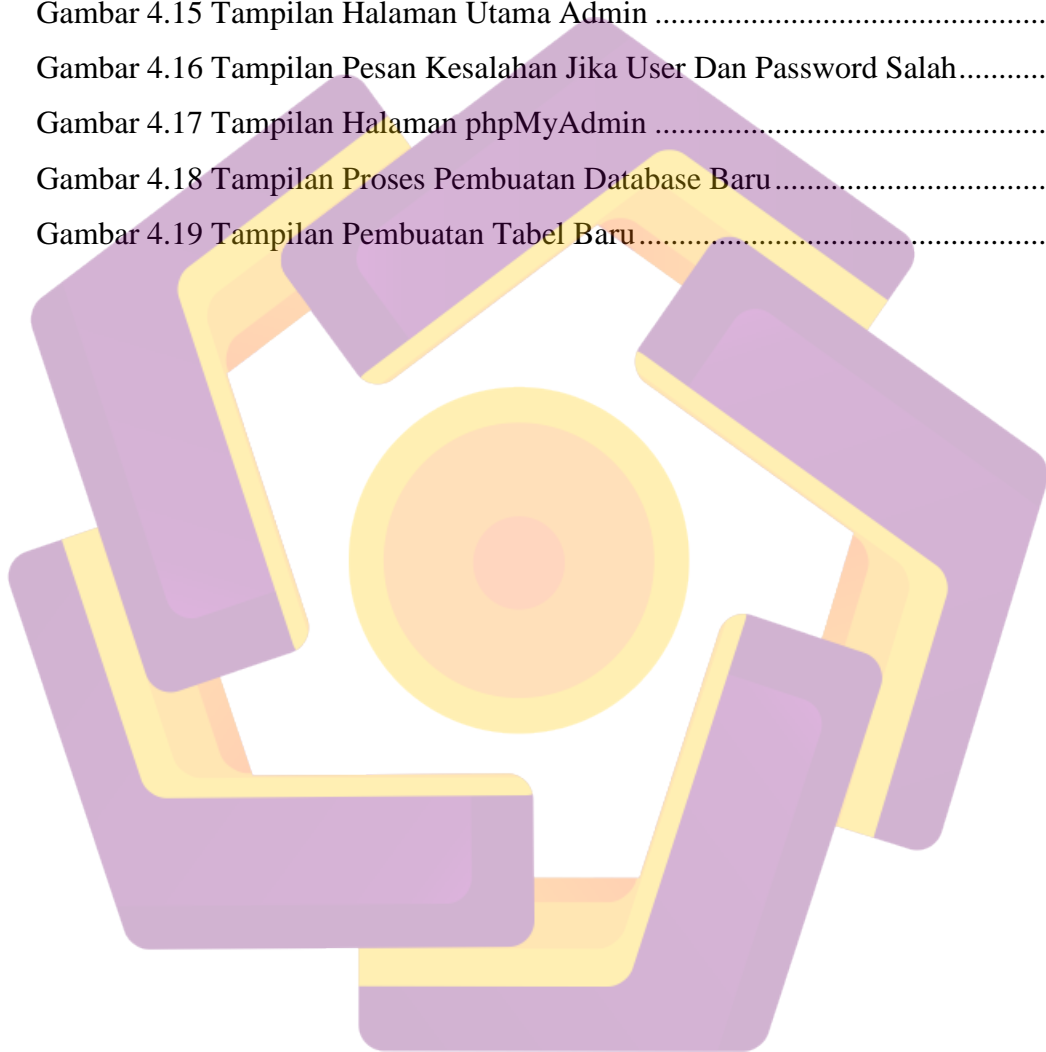 Gambar 4.15 Tampilan Halaman Utama Admin ................................................
Gambar 4.16 Tampilan Pesan Kesalahan Jika User Dan Password Salah...........
Gambar 4.17 Tampilan Halaman phpMyAdmin ................................................
Gambar 4.18 Tampilan Proses Pembuatan Database Baru.................................
Gambar 4.19 Tampilan Pembuatan Tabel Baru..................................................